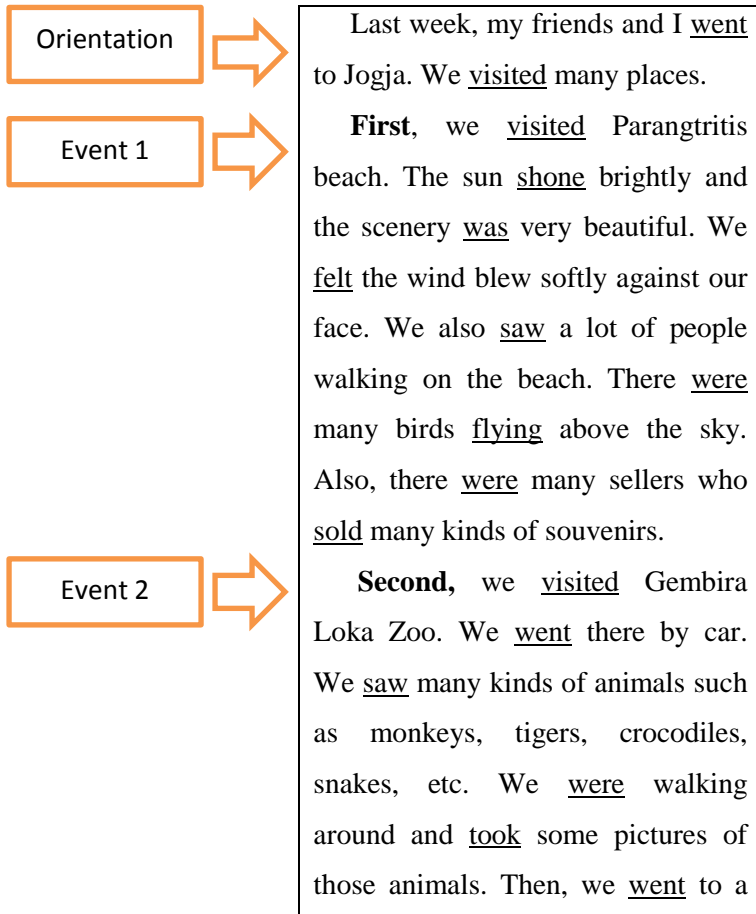 Orientation
Last week, my friends and I went
to Jogja. We visited many places.
Event 1
First, we visited Parangtritis
beach. The sun shone brightly and
the scenery was very beautiful. We
felt the wind blew softly against our
face. We also saw a lot of people
walking on the beach. There were
many birds flying above the sky.
Also, there were many sellers who
sold many kinds of souvenirs.
Event 2
Second, we visited Gembira
Loka Zoo. We went there by car.
We saw many kinds of animals such
as monkeys, tigers, crocodiles,
snakes, etc. We were walking
around and took some pictures of
those animals. Then, we went to a